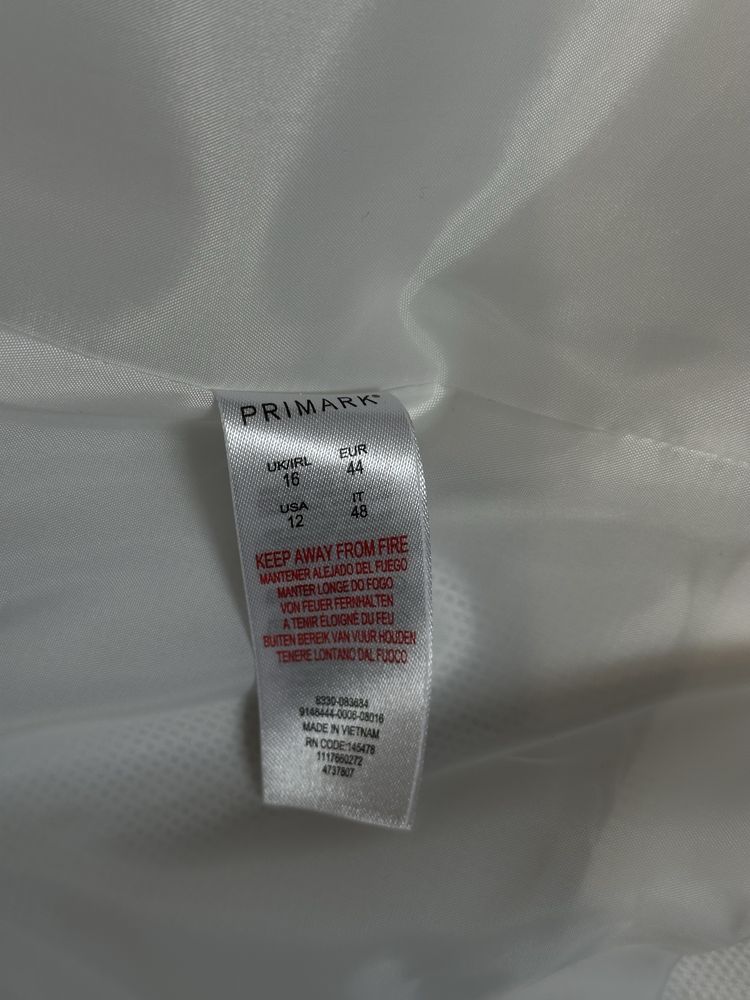 PRIMARK®
UK/IRL EUR
16 44
USA IT
12 48
KEEP AWAY FROM FIRE
MANTENER ALEJADO DEL FUEGO
MANTER LONGE DO FOGO
VON FEUER FERNHALTEN
A TENIR ÉLOIGNÉ DU FEU
BUITEN BEREIK VAN VUUR HOUDEN
TENERE LONTANO DAL FUOCO
8330-083684
9146444-0006-08016
MADE IN VIETNAM
RN CODE:145478
1117660272
4737807